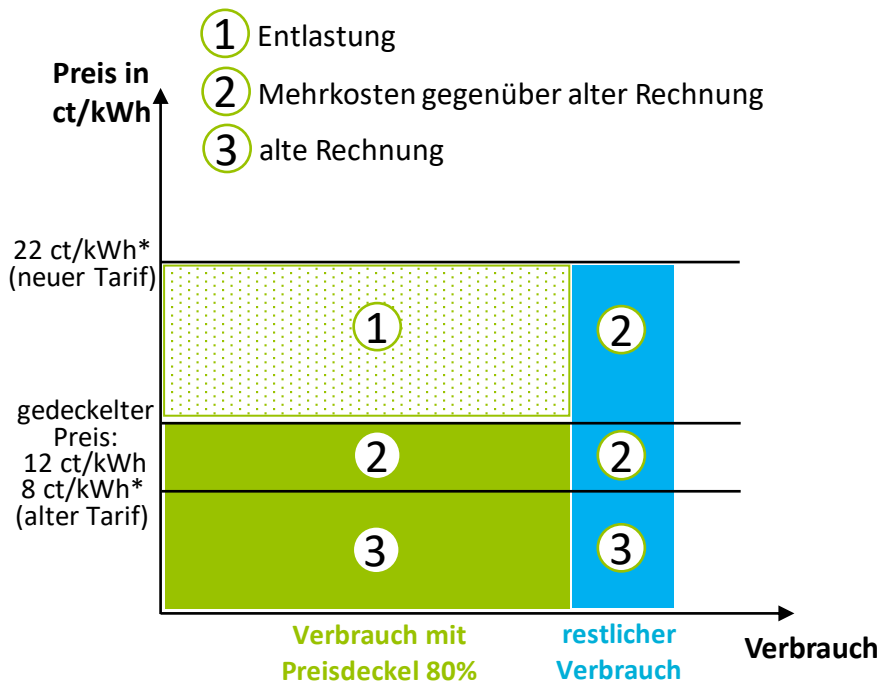 1 Entlastung
2 Mehrkosten gegenüber alter Rechnung
3 alte Rechnung
Preis in
ct/kWh
22 ct/kWh*
(neuer Tarif)
1
2
gedeckelter
Preis:
12 ct/kWh
2
2
8 ct/kWh*
(alter Tarif)
3
3
Verbrauch mit
Preisdeckel 80%
restlicher
Verbrauch
Verbrauch